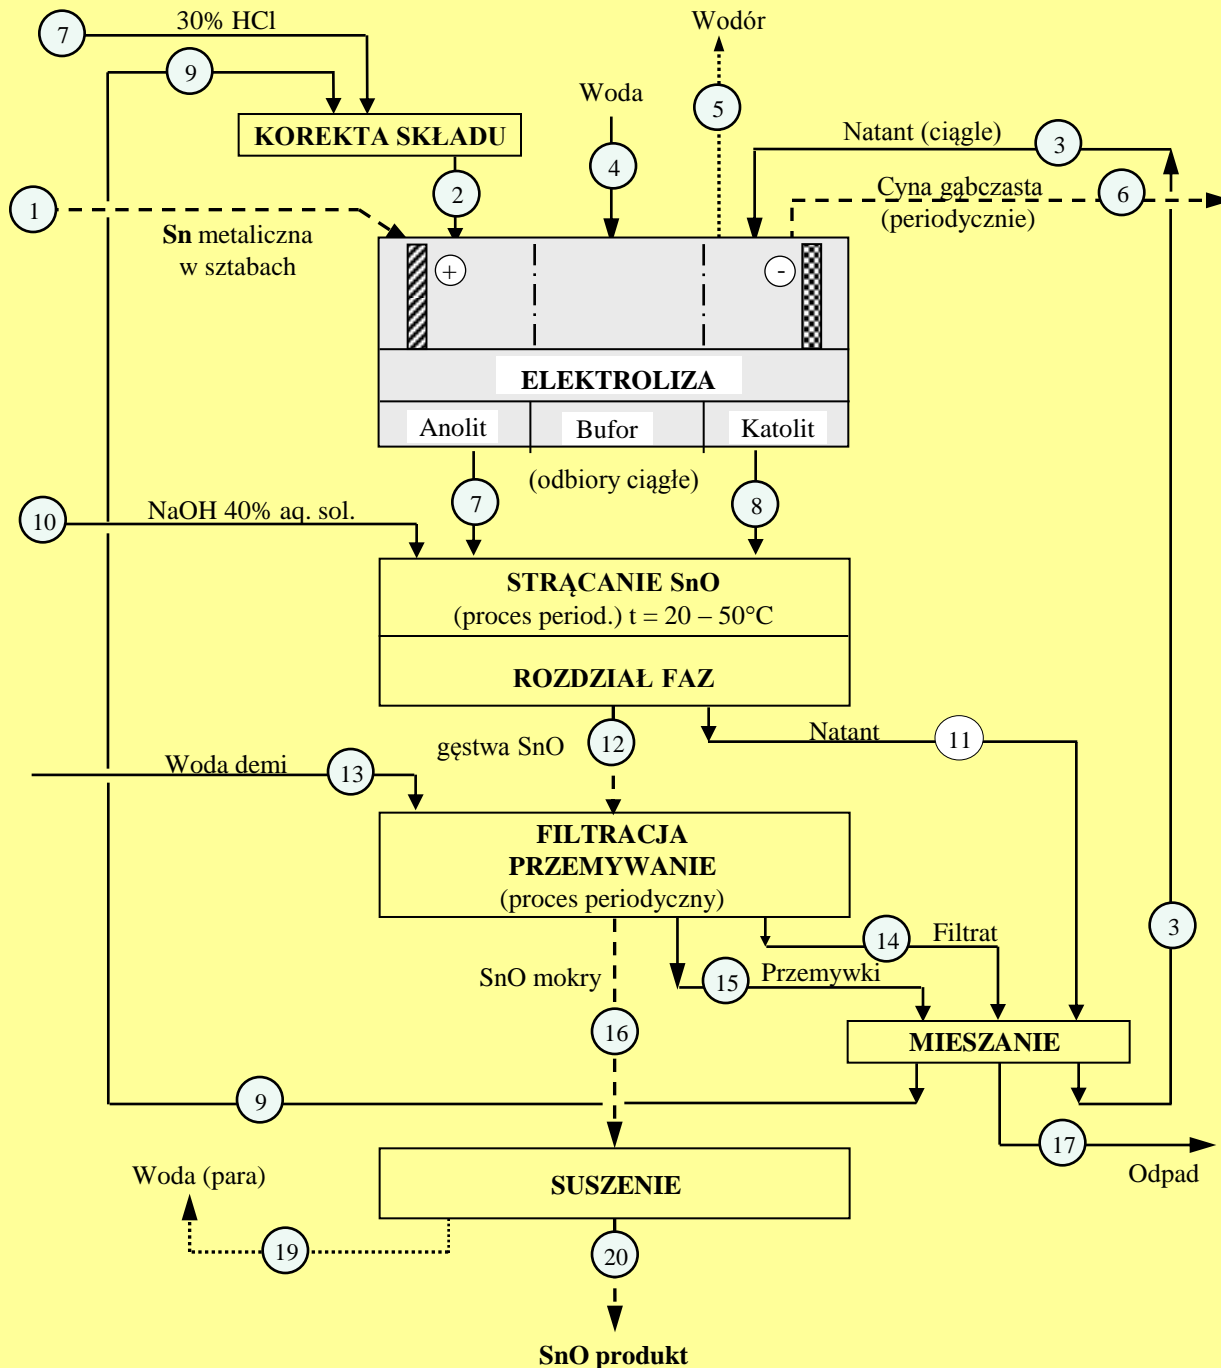 7
30% HCl
Wodór
9
Woda
5
KOREKTA SKŁADU
Natant (ciągle)
3
4
2
Cyna gąbczasta
6
(periodycznie)
1
Sn metaliczna
w sztabach
+
-
ELEKTROLIZA
Anolit
Bufor
Katolit
(odbiory ciągłe)
7
8
10
NaOH 40% aq. sol.
STRĄCANIE SnO
(proces period.) t = 20 – 50°C
ROZDZIAŁ FAZ
12
gęstwa SnO
Natant
11
Woda demi
13
FILTRACJA
PRZEMYWANIE
(proces periodyczny)
3
14
Filtrat
SnO mokry
15
Przemywki
16
MIESZANIE
9
17
Odpad
Woda (para)
SUSZENIE
19
20
SnO produkt